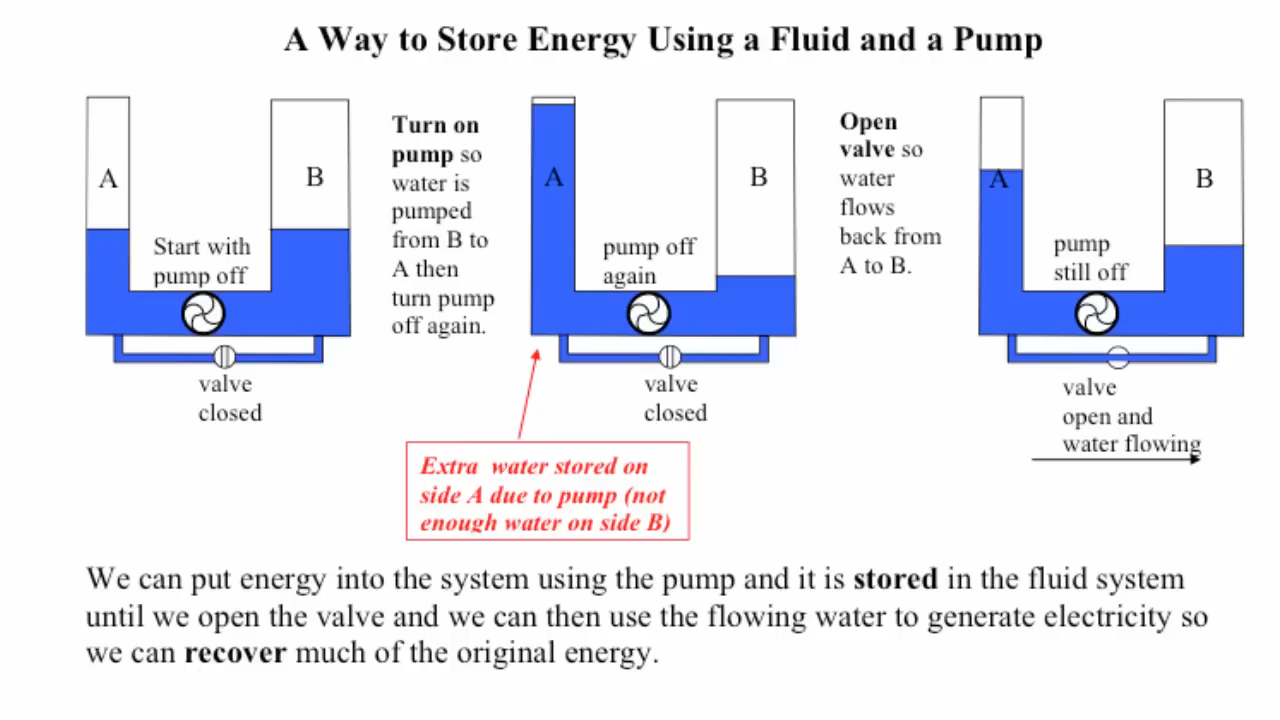 A Way to Store Energy Using a Fluid and a Pump
A
B
Start with
pump off
valve
closed
Turn on
pump so
water is
pumped
from B to
A then
turn pump
off again.
A
B
pump off
again
valve
closed
Extra water stored on
side A due to pump (not
enough water on side B)
Open
valve so
water
flows
back from
A to B.
A
B
pump
still off
valve
open and
water flowing
We can put energy into the system using the pump and it is stored in the fluid system
until we open the valve and we can then use the flowing water to generate electricity so
we can recover much of the original energy.